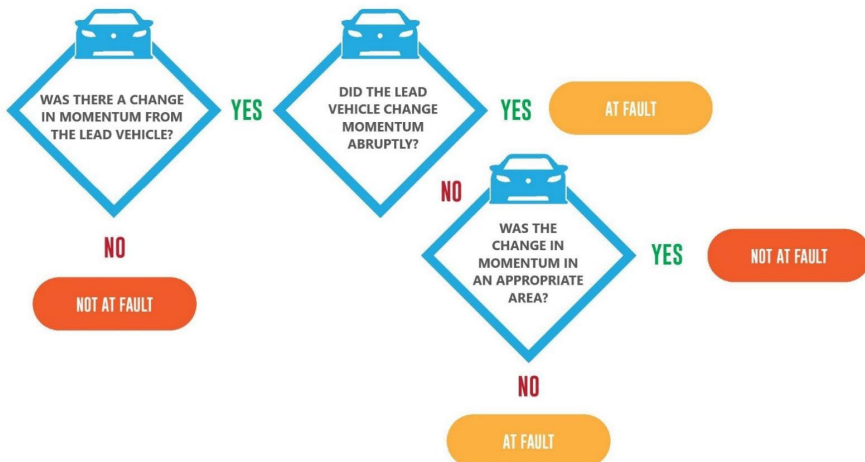 WAS THERE A CHANGE
IN MOMENTUM FROM
THE LEAD VEHICLE?
YES
DID THE LEAD
VEHICLE CHANGE
MOMENTUM
ABRUPTLY?
YES
AT FAULT
NO
NOT AT FAULT
NO
WAS THE
CHANGE IN
MOMENTUM IN
AN APPROPRIATE
AREA?
YES
NOT AT FAULT
NO
AT FAULT